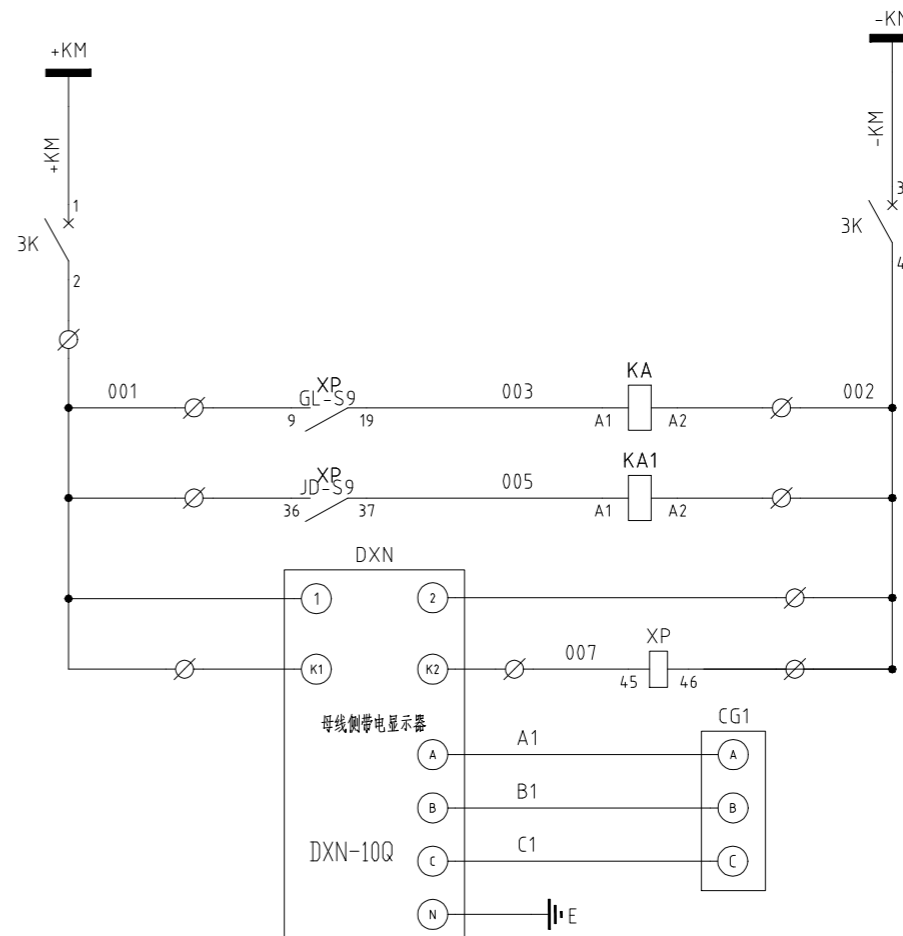 +KM
-KM
+KM
-KM
1
3K
2
3
3K
4
001
XP
GL-S9
9
19
003
KA
A1
A2
002
XP
JD-S9
36
37
005
KA1
A1
A2
DXN
1
2
K1
K2
007
XP
45
46
母线侧带电显示器
CG1
A
A1
A
B
B1
B
DXN-10Q
C
C1
C
N
E